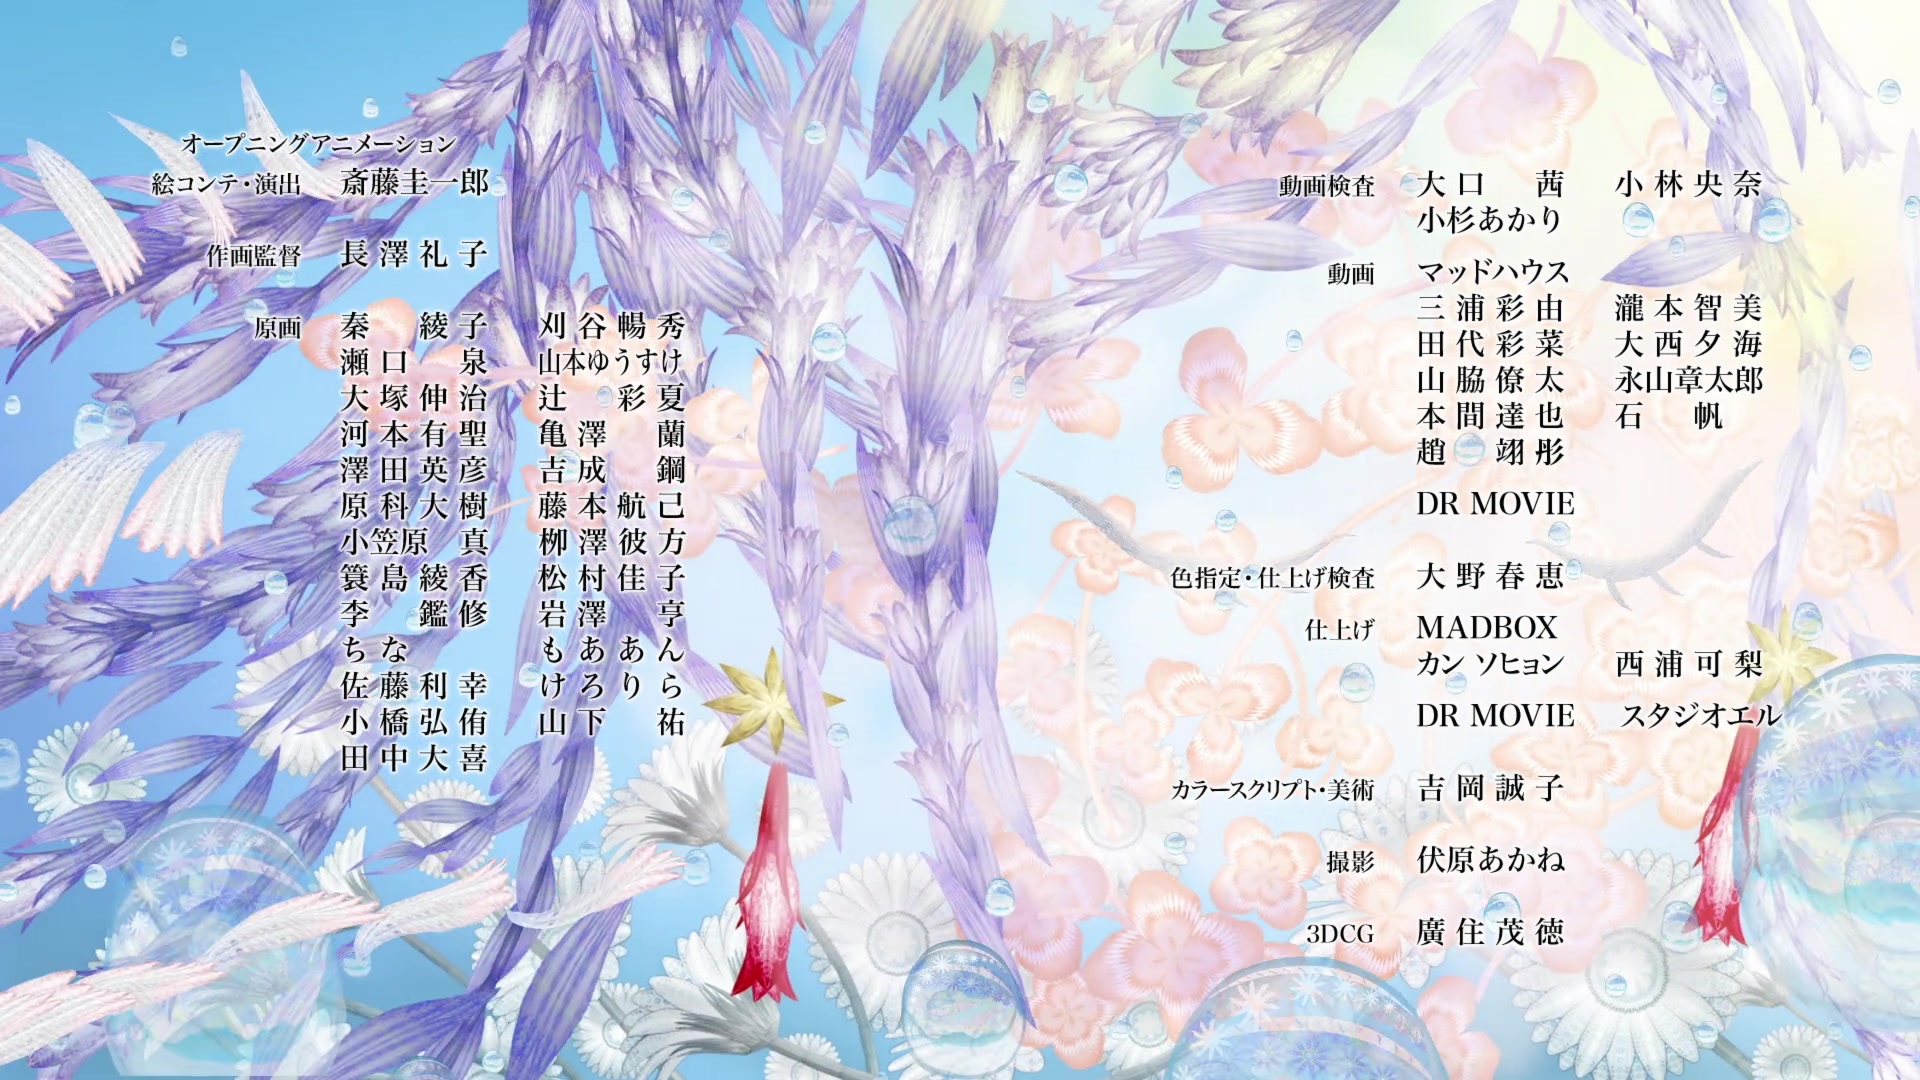 オープニングアニメーション
絵コンテ・演出 斎藤圭一郎
作画監督 長澤礼子
原画 秦 綾子 刈谷暢秀
瀬口 泉 山本ゆうすけ
大塚伸治 辻 彩夏
河本有聖 亀澤 蘭
澤田英彦 吉成 鋼
原科大樹 藤本航己
小笠原 真 栁澤彼方
簑島綾香 松村佳子
李 鑑修 岩澤 亨
ちな もああん
佐藤利幸 けろりら
小橋弘侑 山下 祐
田中大喜
動画検査 大口 茜 小林央奈
小杉あかり
動画 マッドハウス
三浦彩由 瀧本智美
田代彩菜 大西夕海
山脇僚太 永山章太郎
本間達也 石 帆
趙 翊彤
DR MOVIE
色指定・仕上げ検査 大野春恵
仕上げ MADBOX
カン ソヒョン 西浦可梨
DR MOVIE スタジオエル
カラースクリプト・美術 吉岡誠子
撮影 伏原あかね
3DCG 廣住茂徳